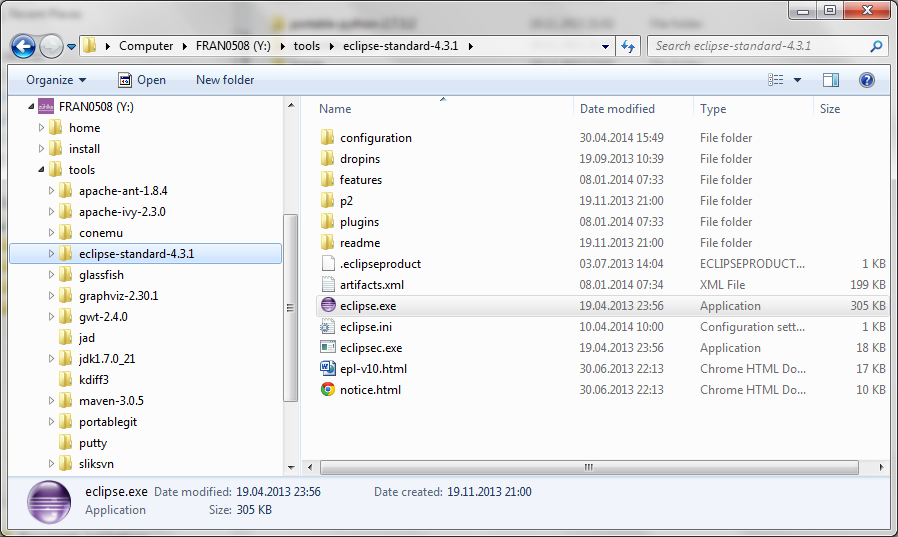 Computer FRAN0508 (Y:) tools eclipse-standard-4.3.1
Search eclipse-standard-4.3.1
Organize Open New folder
FRAN0508 (Y:)
home
install
tools
apache-ant-1.8.4
apache-ivy-2.3.0
conemu
eclipse-standard-4.3.1
glassfish
graphviz-2.30.1
gwt-2.4.0
jad
jdk1.7.0_21
kdiff3
maven-3.0.5
portablegit
putty
sliksvn
Name Date modified Type Size
configuration 30.04.2014 15:49 File folder
dropins 19.09.2013 10:39 File folder
features 08.01.2014 07:33 File folder
p2 19.11.2013 21:00 File folder
plugins 08.01.2014 07:33 File folder
readme 19.11.2013 21:00 File folder
.eclipseproduct 03.07.2013 14:04 ECLIPSEPRODUCT... 1 KB
artifacts.xml 08.01.2014 07:34 XML File 199 KB
eclipse.exe 19.04.2013 23:56 Application 305 KB
eclipse.ini 10.04.2014 10:00 Configuration sett... 1 KB
eclipsec.exe 19.04.2013 23:56 Application 18 KB
epl-v10.html 30.06.2013 22:13 Chrome HTML Do... 17 KB
notice.html 30.06.2013 22:13 Chrome HTML Do... 10 KB
eclipse.exe Date modified: 19.04.2013 23:56 Date created: 19.11.2013 21:00
Application Size: 305 KB